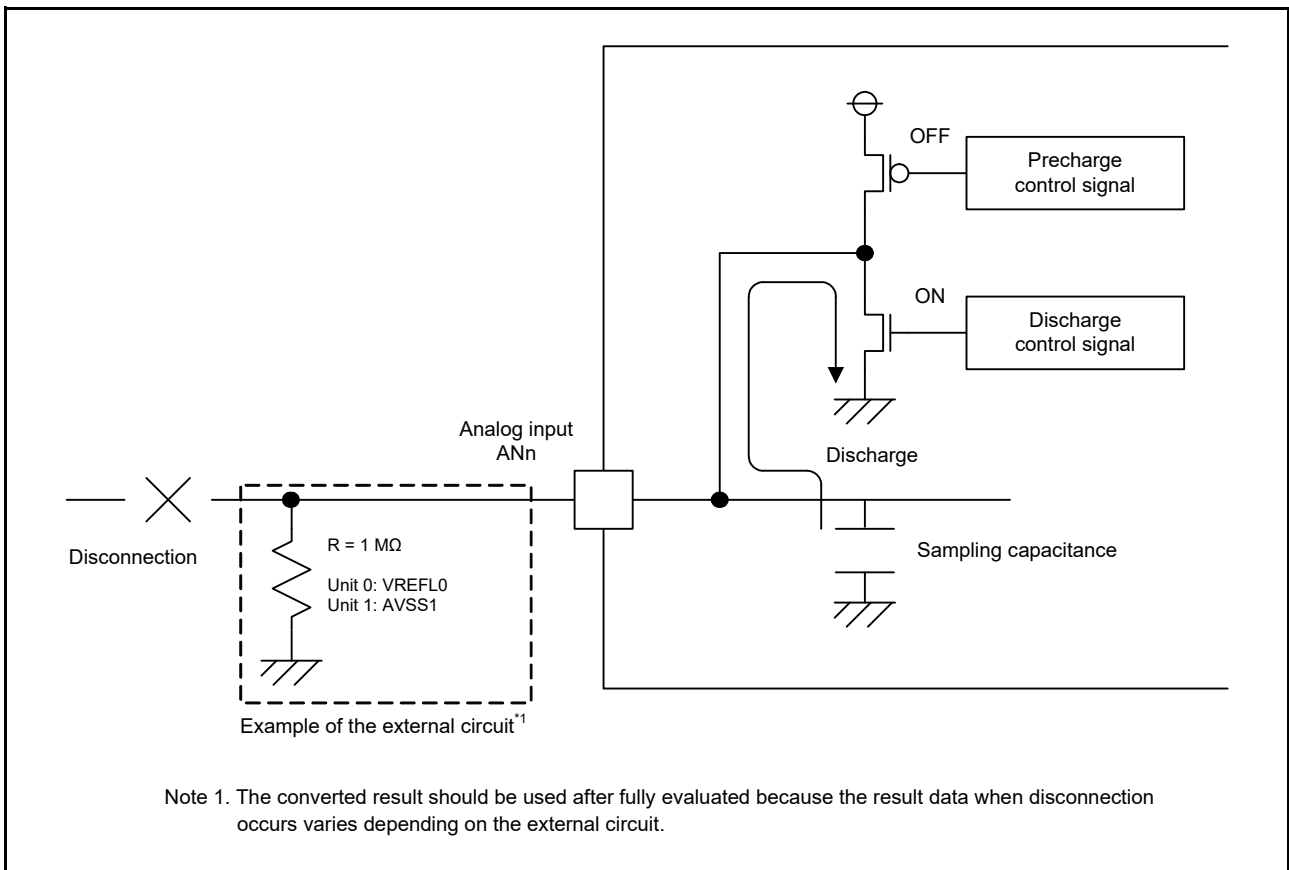 OFF
Precharge
control signal
ON
Discharge
control signal
Analog input
ANn
Discharge
Disconnection
R = 1 MΩ
Unit 0: VREFL0
Unit 1: AVSS1
Sampling capacitance
Example of the external circuit*1
Note 1. The converted result should be used after fully evaluated because the result data when disconnection
occurs varies depending on the external circuit.